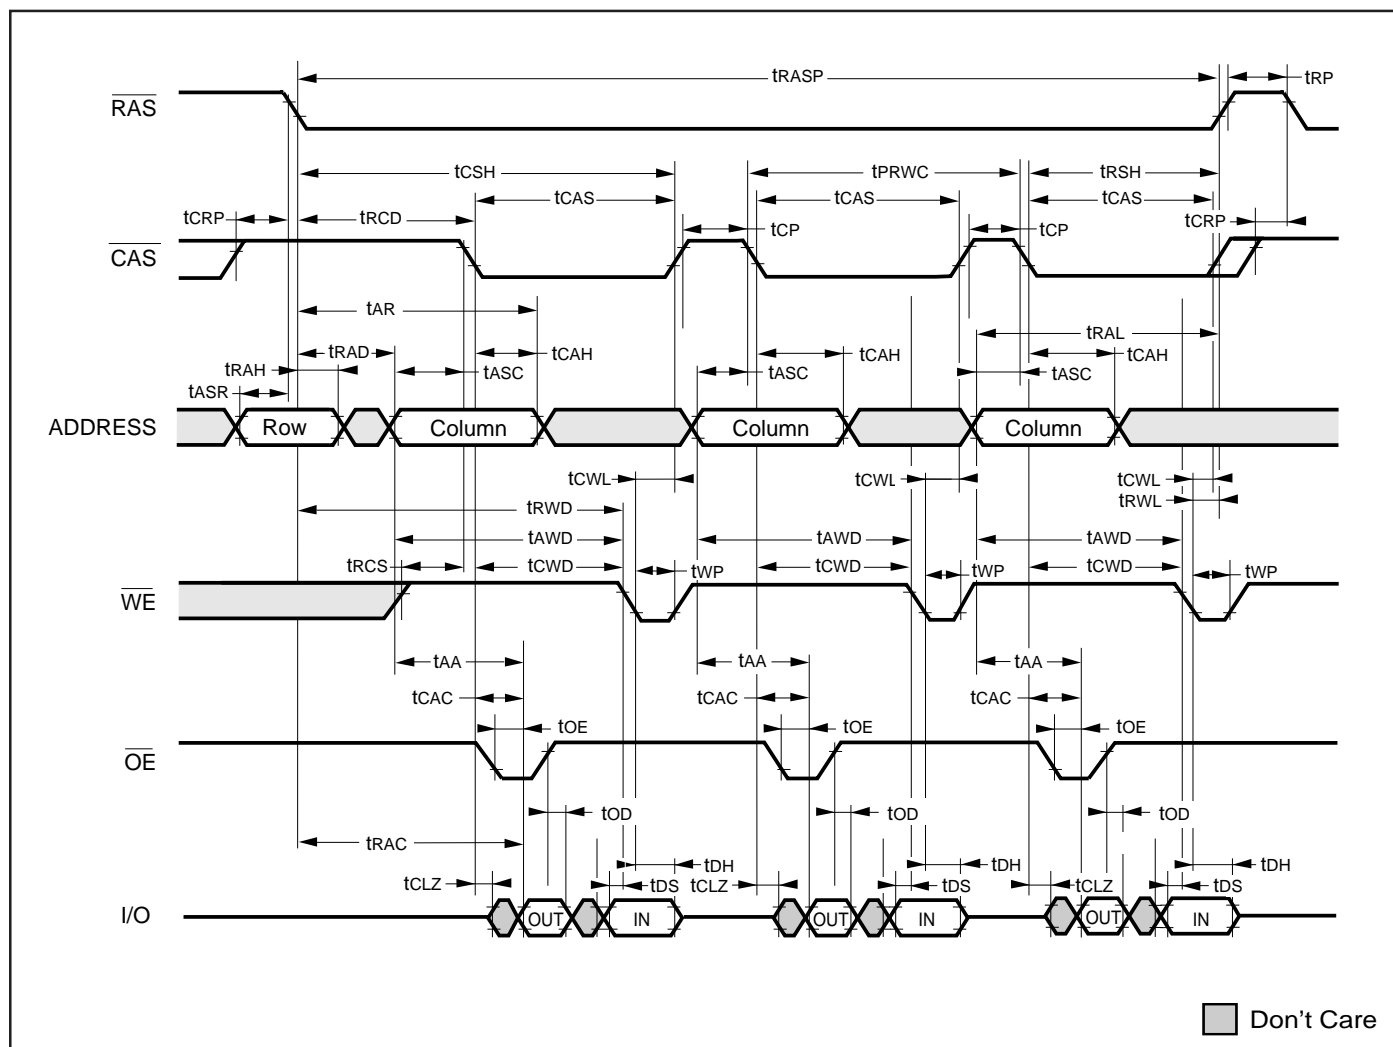 tRASP tRP
RAS
tCSH tPRWC tRSH
tCAS tCAS tCAS
tCRP tRCD tCP tCP tCRP
CAS
tAR tRAL
tRAD tCAH tCAH tCAH
tRAH tASC tASC tASC
tASR
ADDRESS Row Column Column Column
tCWL tCWL tCWL
tRWD tRWL
tAWD tAWD tAWD
tRCS tCWD tWP tCWD tWP tCWD tWP
WE
tAA tAA tAA
tCAC tCAC tCAC
tOE tOE tOE
OE
tOD tOD tOD
tRAC
tDH tDH tDH
tCLZ tDS tCLZ tDS tCLZ tDS
I/O OUT IN OUT IN OUT IN
Don't Care